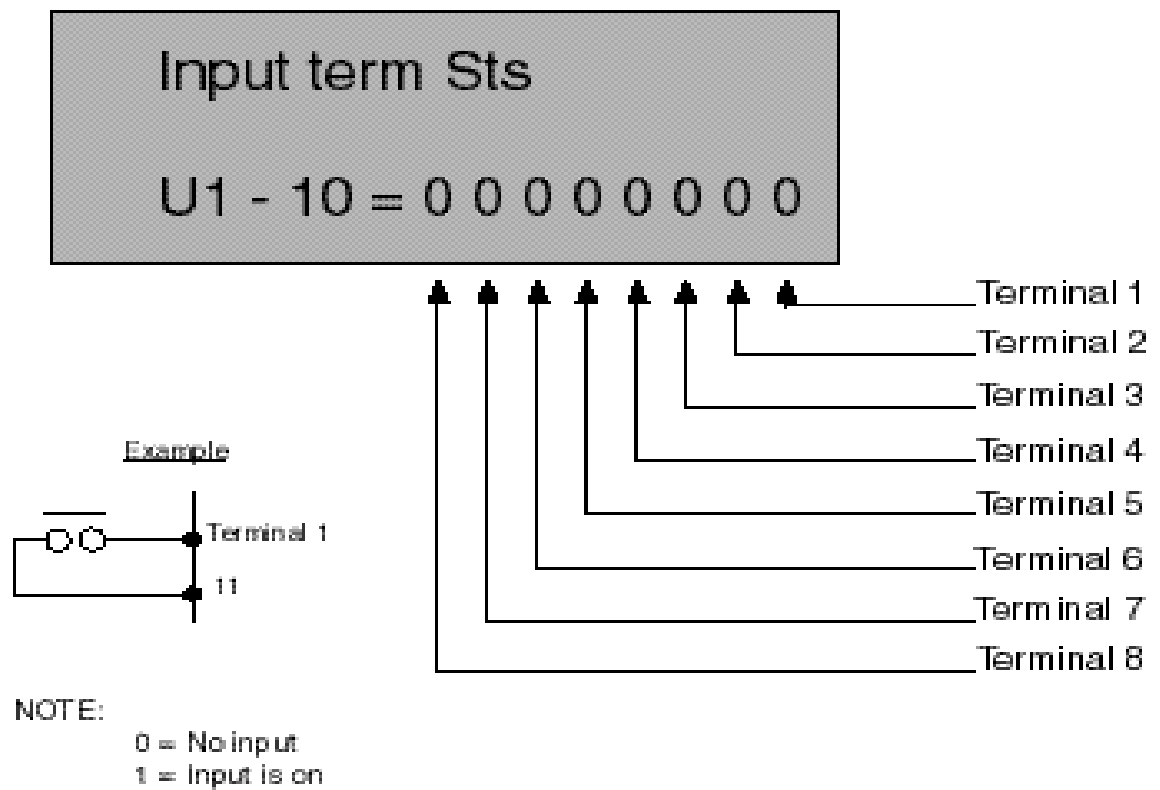 Input term Sts
U1 - 10 = 0 0 0 0 0 0 0 0
Terminal 1
Terminal 2
Terminal 3
Terminal 4
Terminal 5
Terminal 6
Terminal 7
Terminal 8
Example
Terminal 1
11
NOTE:
0 = No input
1 = Input is on